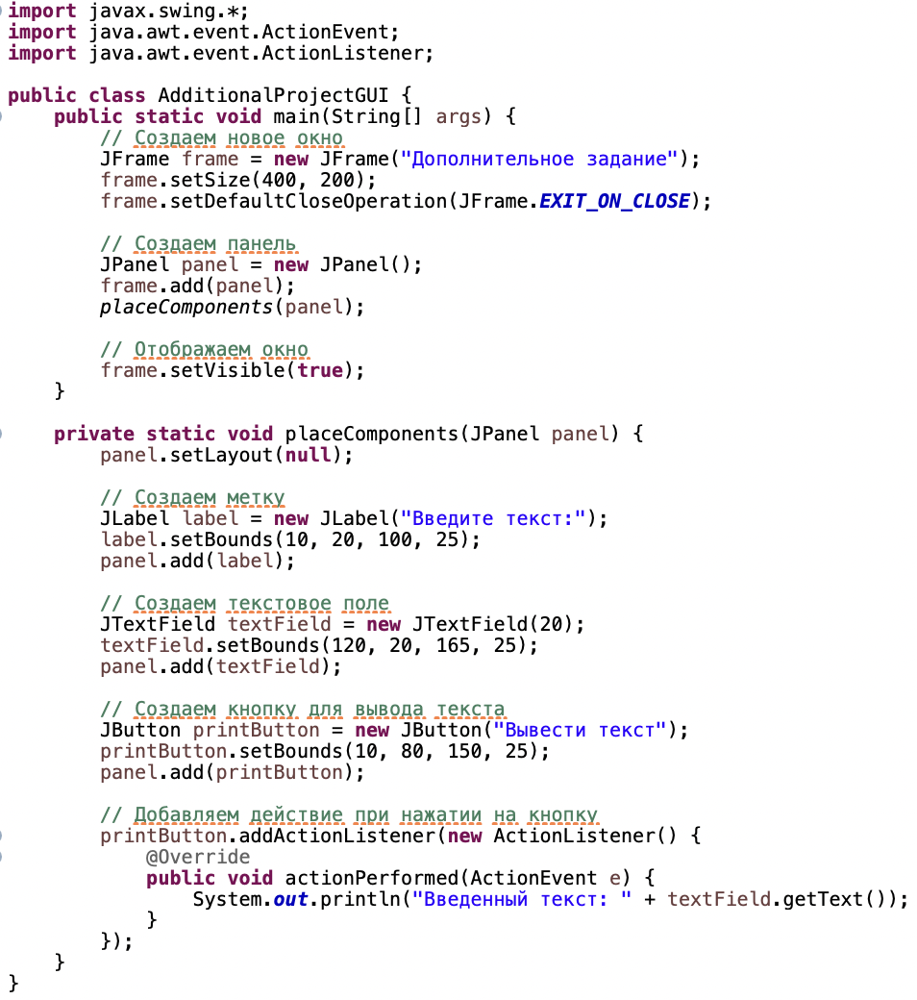 import javax.swing.*;
import java.awt.event.ActionEvent;
import java.awt.event.ActionListener;

public class AdditionalProjectGUI {
    public static void main(String[] args) {
        // Создаем новое окно
        JFrame frame = new JFrame("Дополнительное задание");
        frame.setSize(400, 200);
        frame.setDefaultCloseOperation(JFrame.EXIT_ON_CLOSE);

        // Создаем панель
        JPanel panel = new JPanel();
        frame.add(panel);
        placeComponents(panel);

        // Отображаем окно
        frame.setVisible(true);
    }

    private static void placeComponents(JPanel panel) {
        panel.setLayout(null);

        // Создаем метку
        JLabel label = new JLabel("Введите текст:");
        label.setBounds(10, 20, 100, 25);
        panel.add(label);

        // Создаем текстовое поле
        JTextField textField = new JTextField(20);
        textField.setBounds(120, 20, 165, 25);
        panel.add(textField);

        // Создаем кнопку для вывода текста
        JButton printButton = new JButton("Вывести текст");
        printButton.setBounds(10, 80, 150, 25);
        panel.add(printButton);

        // Добавляем действие при нажатии на кнопку
        printButton.addActionListener(new ActionListener() {
            @Override
            public void actionPerformed(ActionEvent e) {
                System.out.println("Введенный текст: " + textField.getText());
            }
        });
    }
}